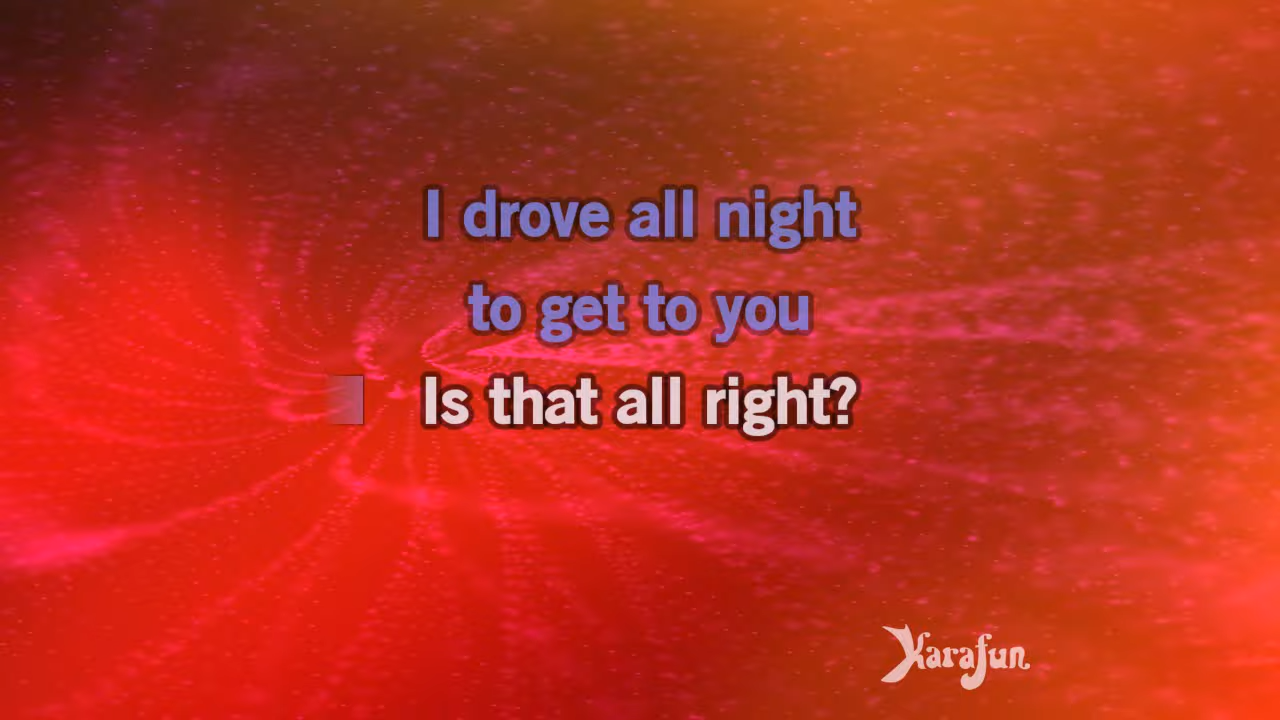 I drove all night
to get to you
Is that all right?
Karafun